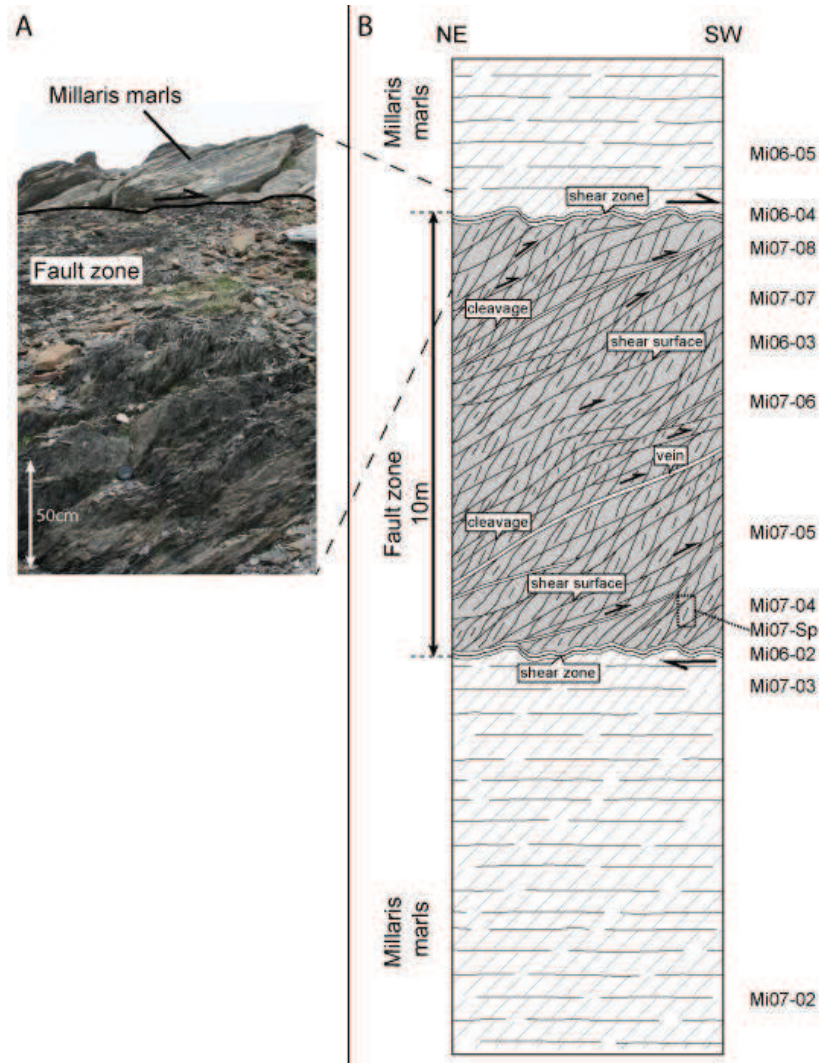 A
Millaris marls
Fault zone
50cm
B
NE
SW
Millaris
marls
Fault zone
10m
Millaris
marls
shear zone
cleavage
shear surface
vein
cleavage
shear surface
shear zone
Mi06-05
Mi06-04
Mi07-08
Mi07-07
Mi06-03
Mi07-06
Mi07-05
Mi07-04
Mi07-Sp
Mi06-02
Mi07-03
Mi07-02